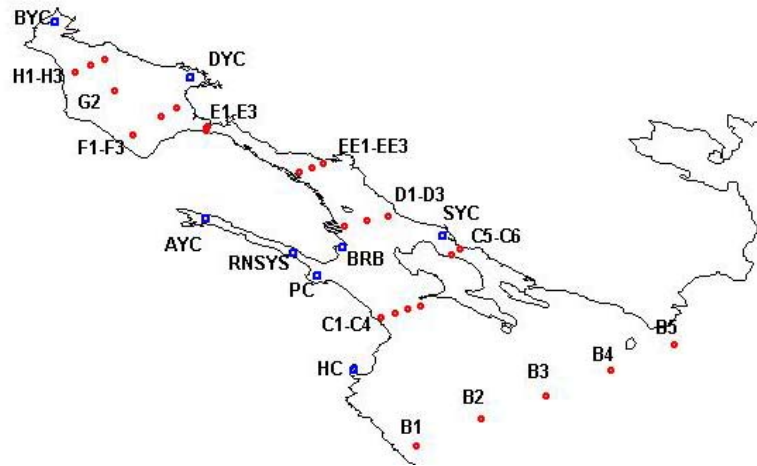 BYC
DYC
H1-H3
G2
E1-E3
F1-F3
EE1-EE3
D1-D3
SYC
AYC
C5-C6
RNSYS
BRB
PC
C1-C4
B5
HC
B4
B3
B2
B1